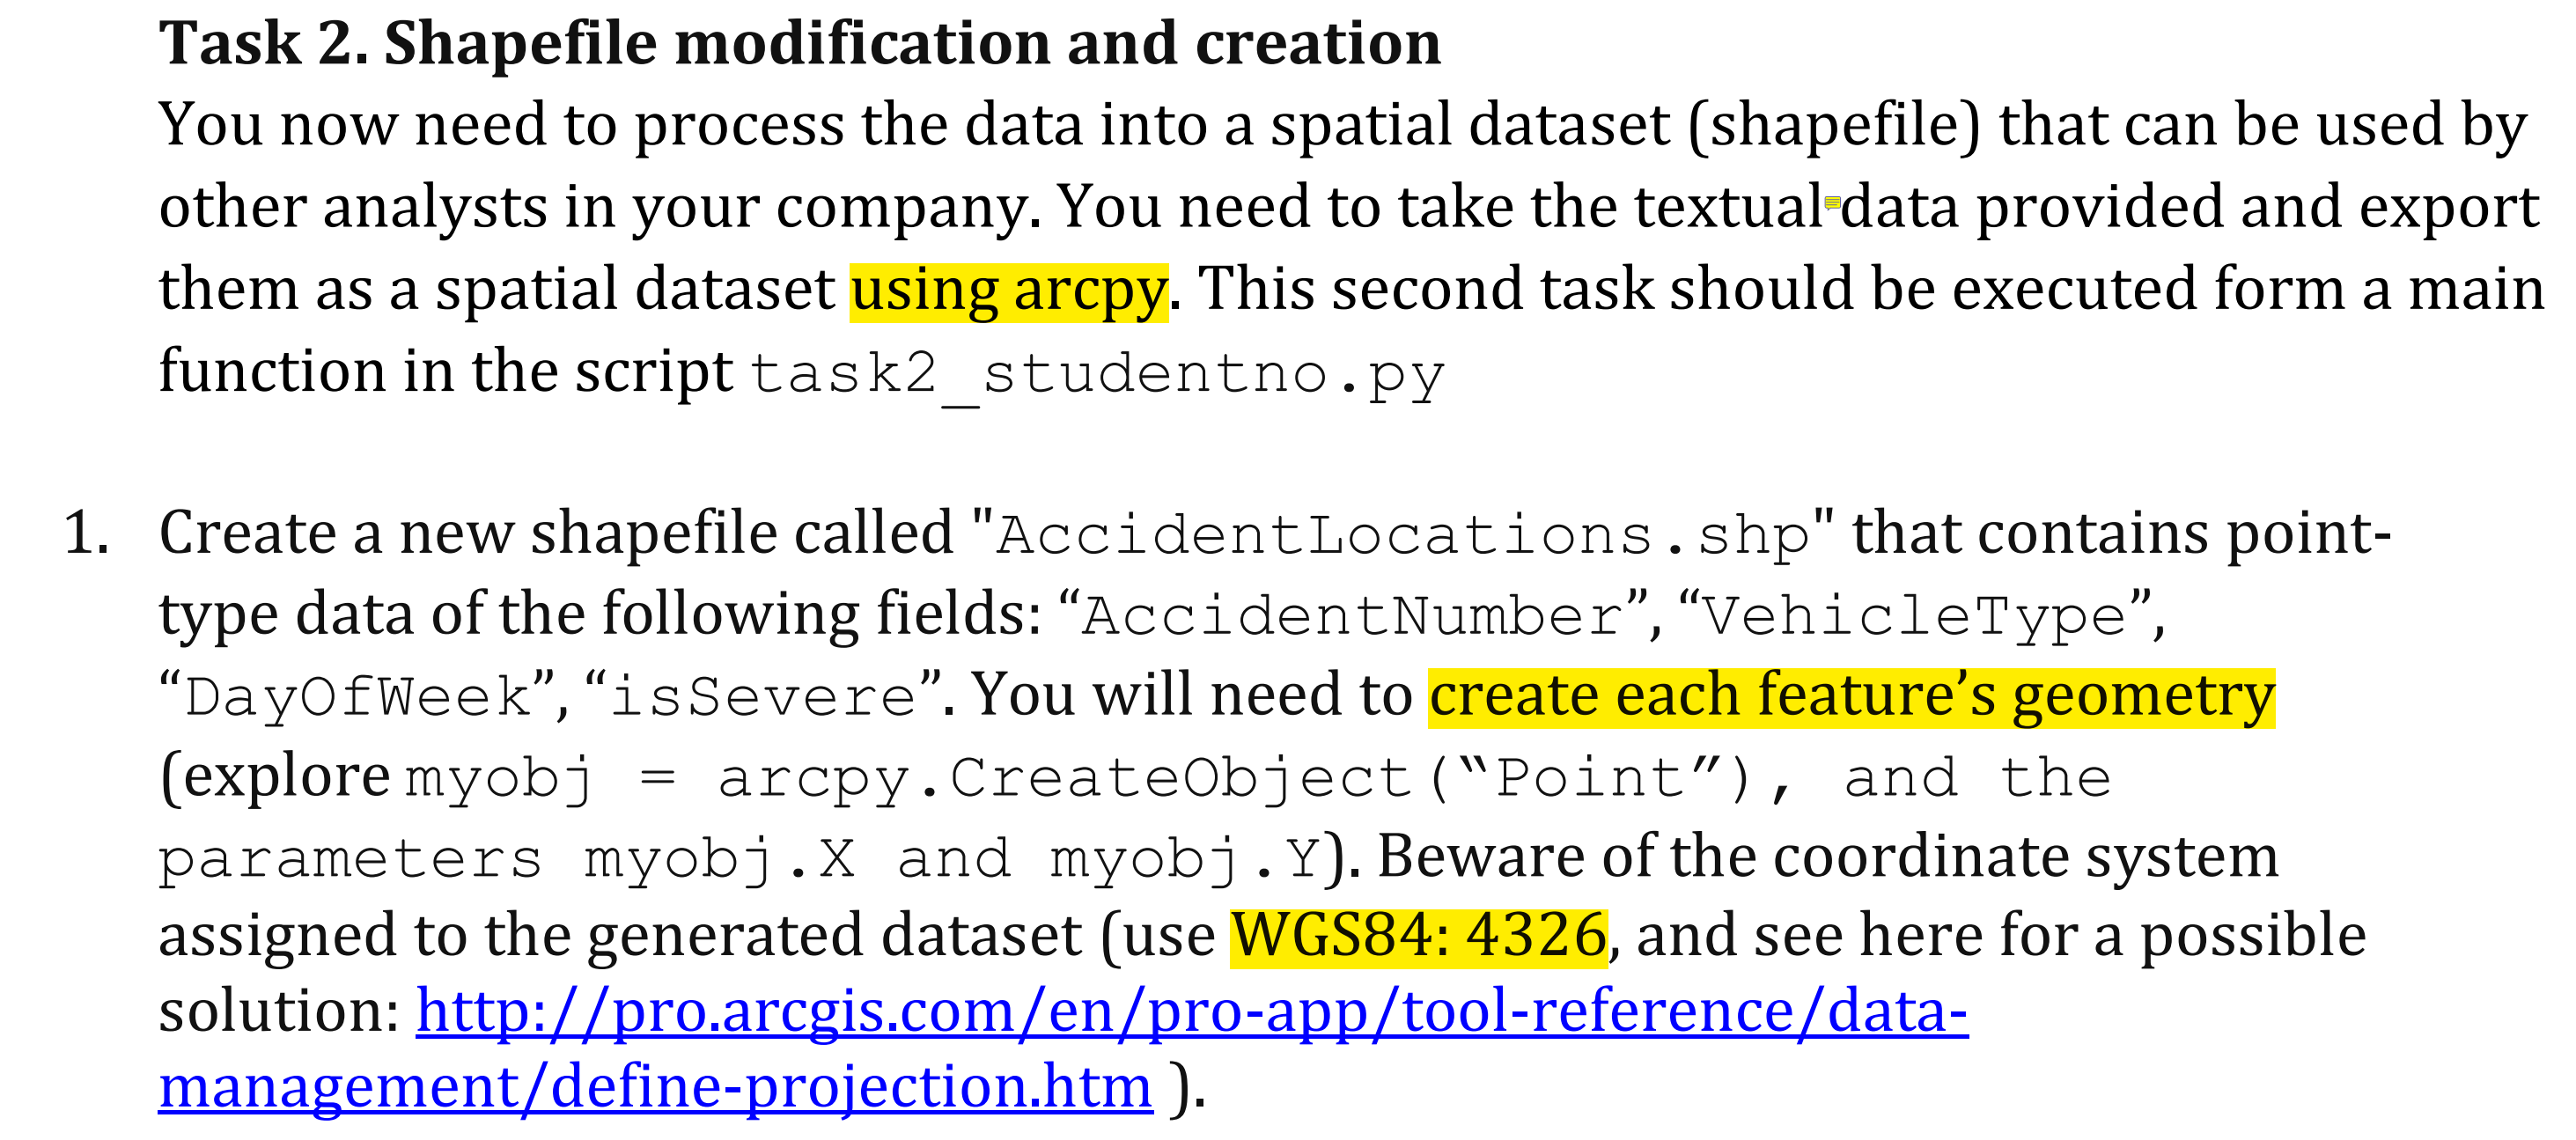 Task 2. Shapefile modification and creation
You now need to process the data into a spatial dataset (shapefile) that can be used by
other analysts in your company. You need to take the textual data provided and export
them as a spatial dataset using arcpy. This second task should be executed form a main
function in the script task2_studentno.py
1. Create a new shapefile called "AccidentLocations.shp" that contains point-
type data of the following fields: “AccidentNumber”, “VehicleType”,
“DayOfWeek”, “isSevere”. You will need to create each feature’s geometry
(explore myobj = arcpy.CreateObject(“Point”), and the
parameters myobj.X and myobj.Y). Beware of the coordinate system
assigned to the generated dataset (use WGS84: 4326, and see here for a possible
solution: http://pro.arcgis.com/en/pro-app/tool-reference/data-
management/define-projection.htm ).